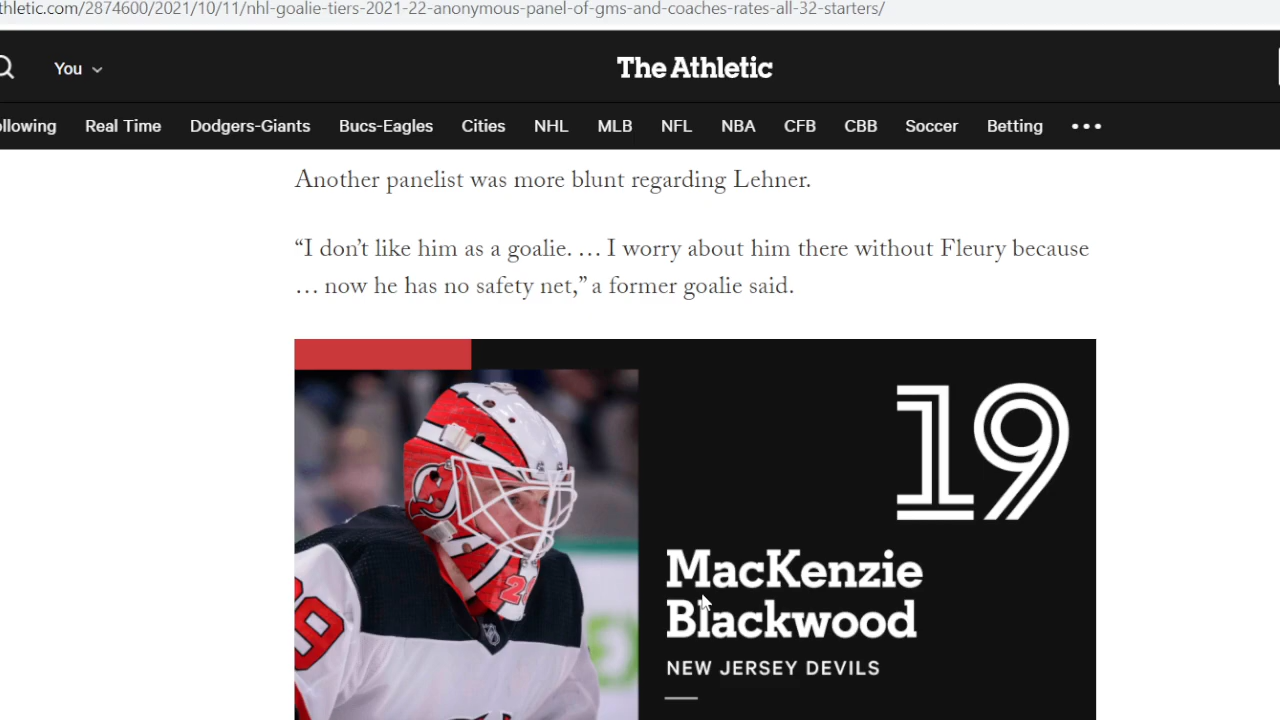 thletic.com/2874600/2021/10/11/nhl-goalie-tiers-2021-22-anonymous-panel-of-gms-and-coaches-rates-all-32-starters/
You
The Athletic
ollowing Real Time Dodgers-Giants Bucs-Eagles Cities NHL MLB NFL NBA CFB CBB Soccer Betting •••
Another panelist was more blunt regarding Lehner.
“I don’t like him as a goalie. … I worry about him there without Fleury because
… now he has no safety net,” a former goalie said.
19
MacKenzie
Blackwood
NEW JERSEY DEVILS